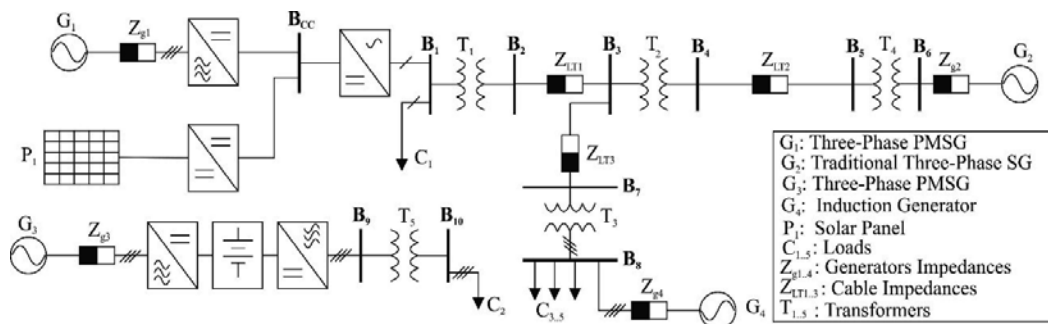 G1 Zg1 BCC B1 T1 B2 ZLT1 B3 T2 B4 ZLT2 B5 T4 B6 Zg2 G2
P1 C1 ZLT3
B7
T3
G3 Zg3 B9 T5 B10 C2
B8
C3..5 Zg4 G4
G1: Three-Phase PMSG
G2: Traditional Three-Phase SG
G3: Three-Phase PMSG
G4: Induction Generator
P1: Solar Panel
C1..5: Loads
Zg1..4: Generators Impedances
ZLT1..3: Cable Impedances
T1..5: Transformers